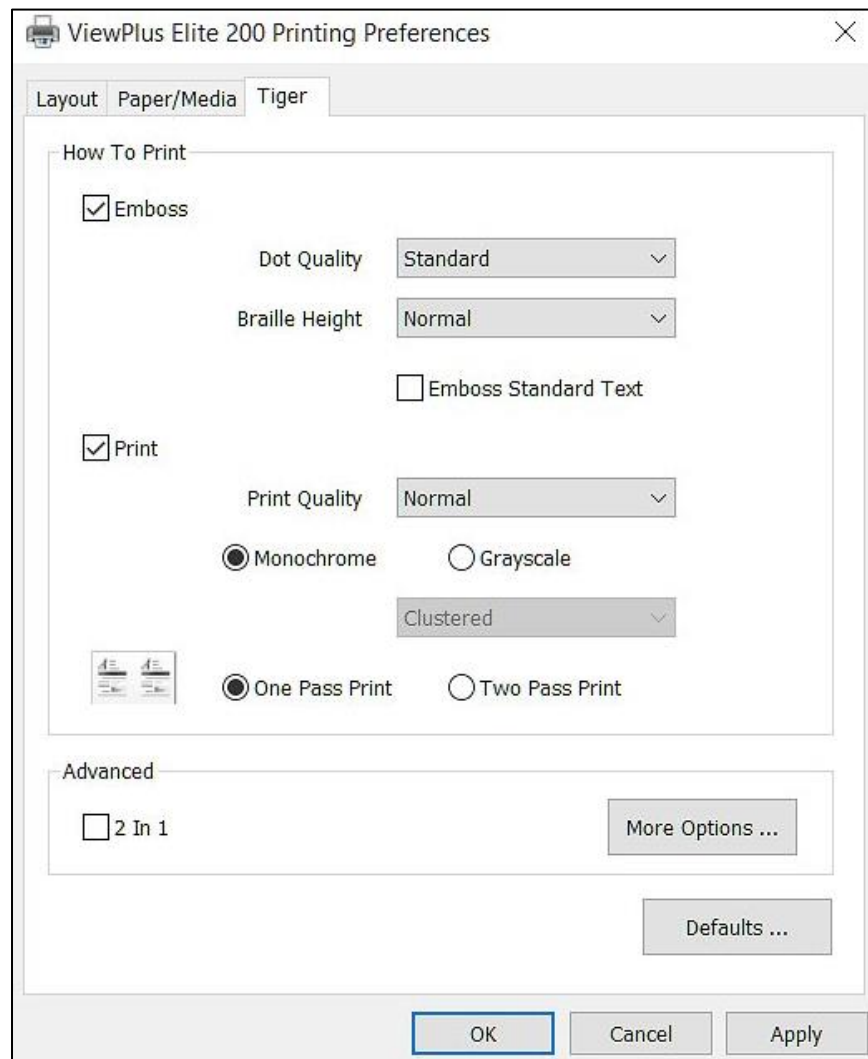 ViewPlus Elite 200 Printing Preferences
Layout Paper/Media Tiger
How To Print
Emboss
Dot Quality Standard
Braille Height Normal
Emboss Standard Text
Print
Print Quality Normal
Monochrome Grayscale
Clustered
One Pass Print Two Pass Print
Advanced
2 In 1 More Options ...
Defaults ...
OK Cancel Apply